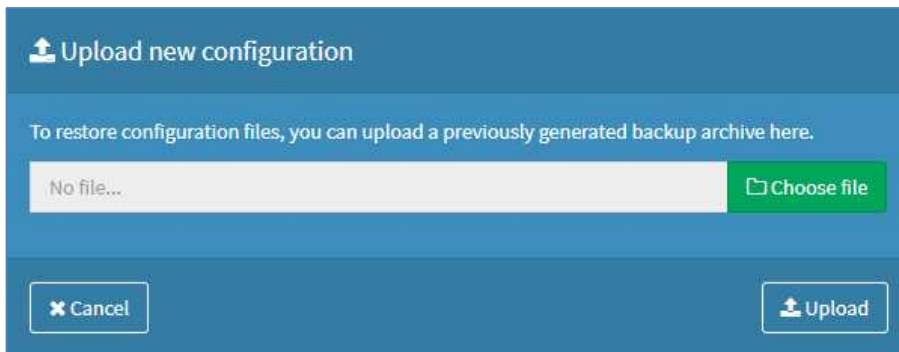 Upload new configuration
To restore configuration files, you can upload a previously generated backup archive here.
No file...
Choose file
Cancel
Upload